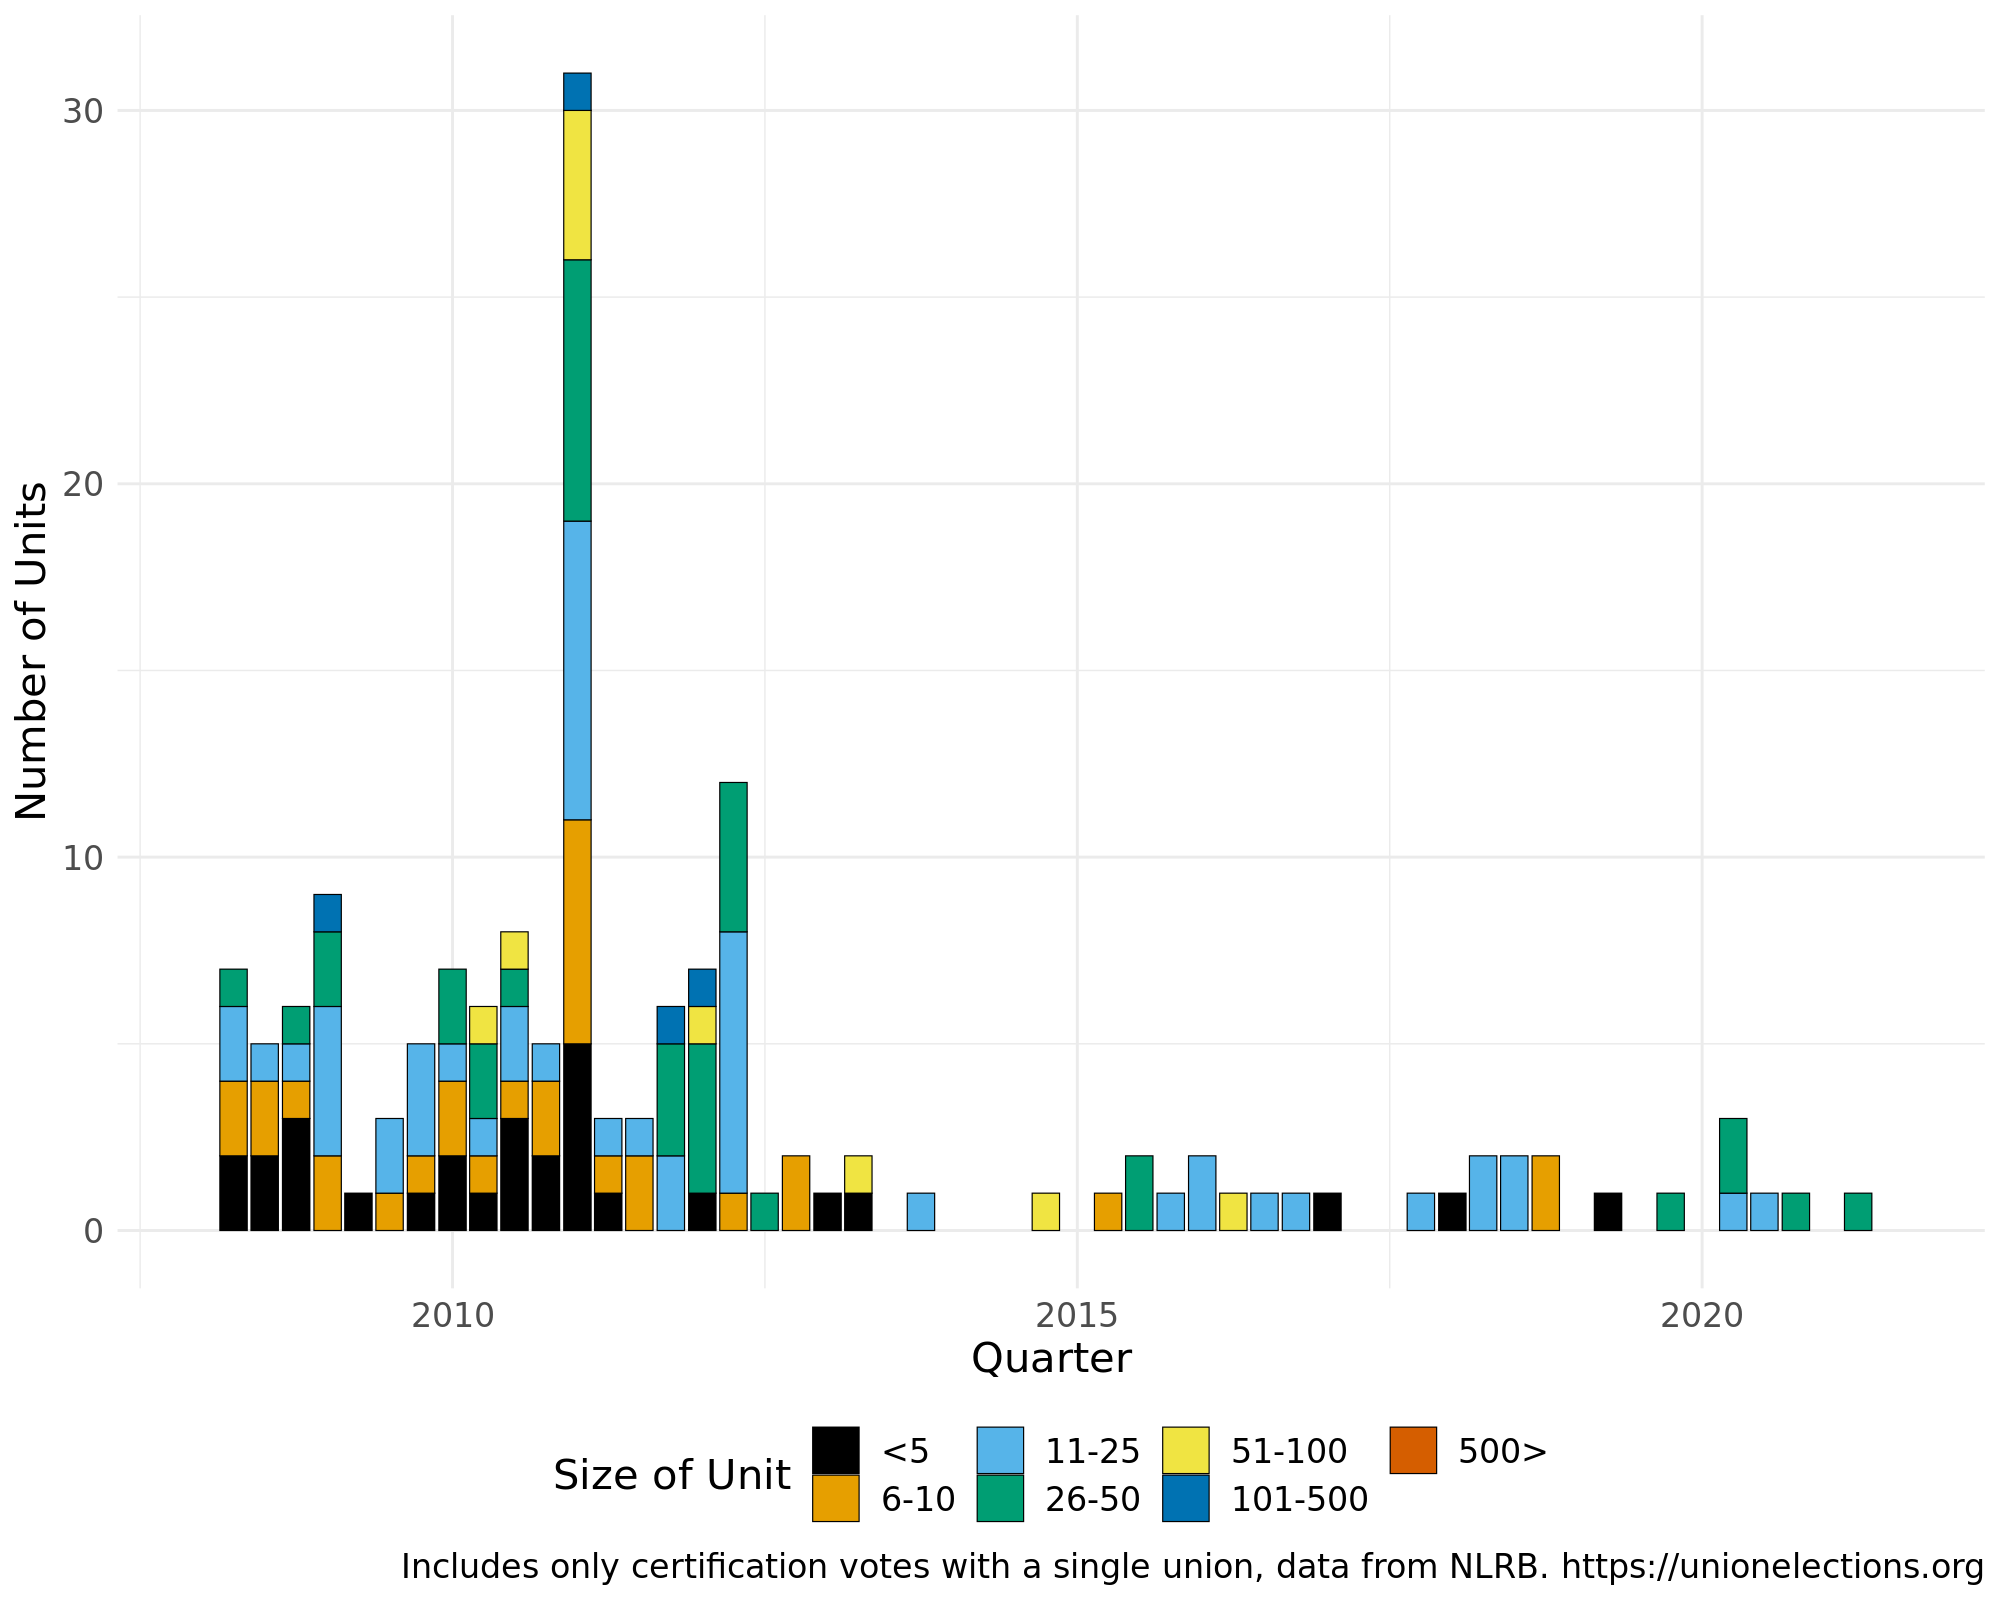 30
20
10
0
Number of Units
2010 2015 2020
Quarter
Size of Unit
<5 11-25 51-100 500>
6-10 26-50 101-500
Includes only certification votes with a single union, data from NLRB. https://unionelections.org